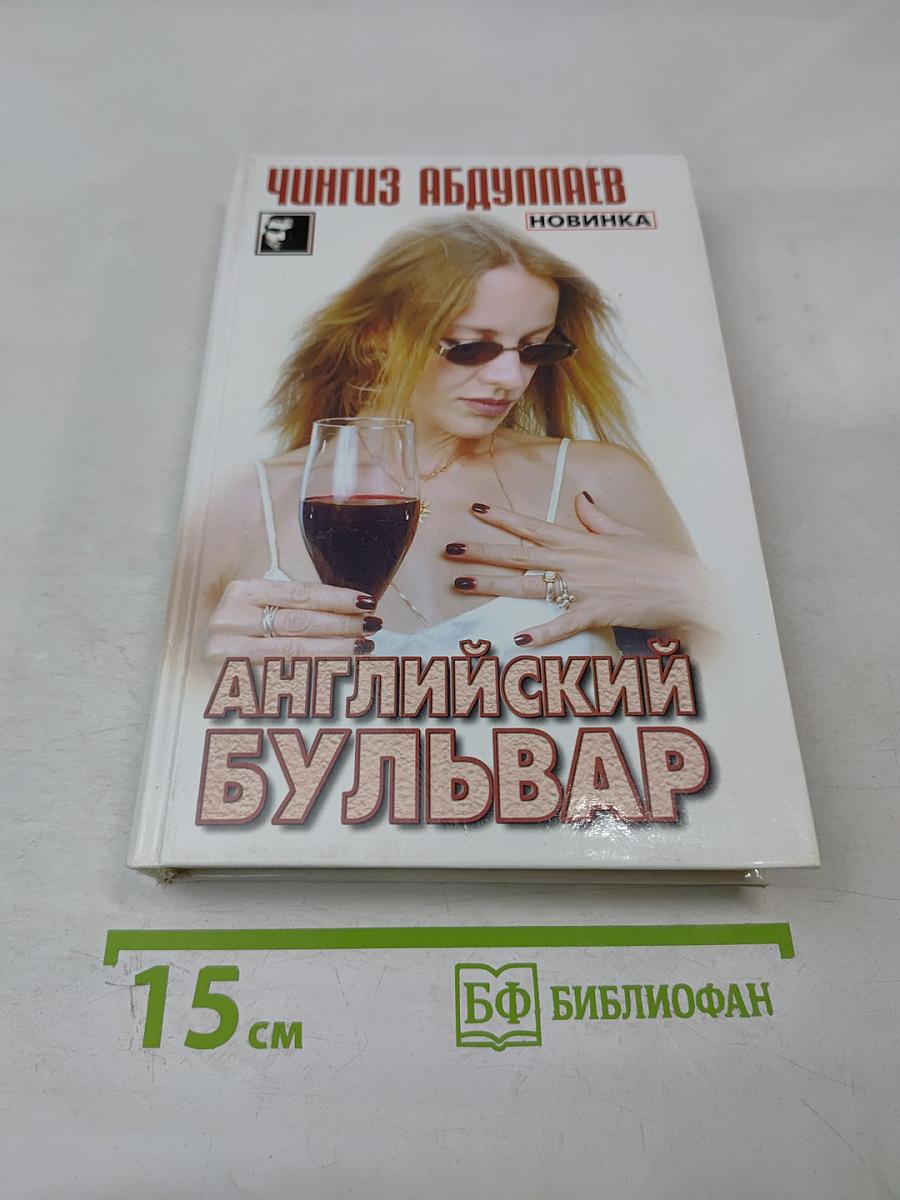 ЧИНГИЗ АБДУЛЛАЕВ
НОВИНКА
АНГЛИЙСКИЙ
БУЛЬВАР
15 см
БФ БИБЛИОФАН